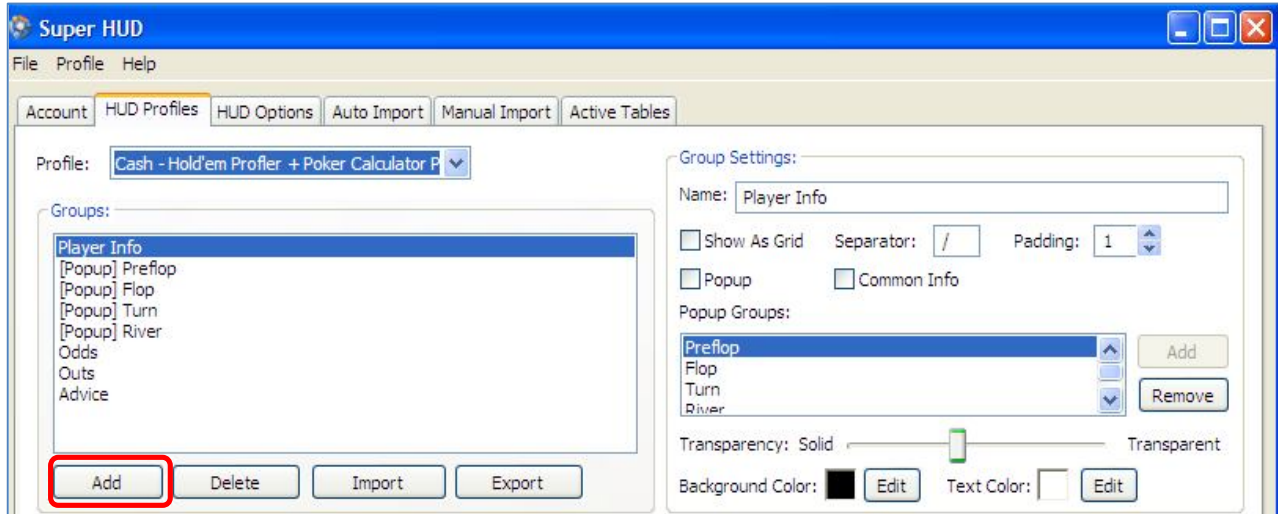 Super HUD
File Profile Help
Account HUD Profiles HUD Options Auto Import Manual Import Active Tables
Profile: Cash - Hold'em Profler + Poker Calculator P
Groups:
Player Info
[Popup] Preflop
[Popup] Flop
[Popup] Turn
[Popup] River
Odds
Outs
Advice
Add Delete Import Export
Group Settings:
Name: Player Info
Show As Grid Separator: / Padding: 1
Popup Common Info
Popup Groups:
Preflop
Flop
Turn
River
Add
Remove
Transparency: Solid Transparent
Background Color: Edit Text Color: Edit